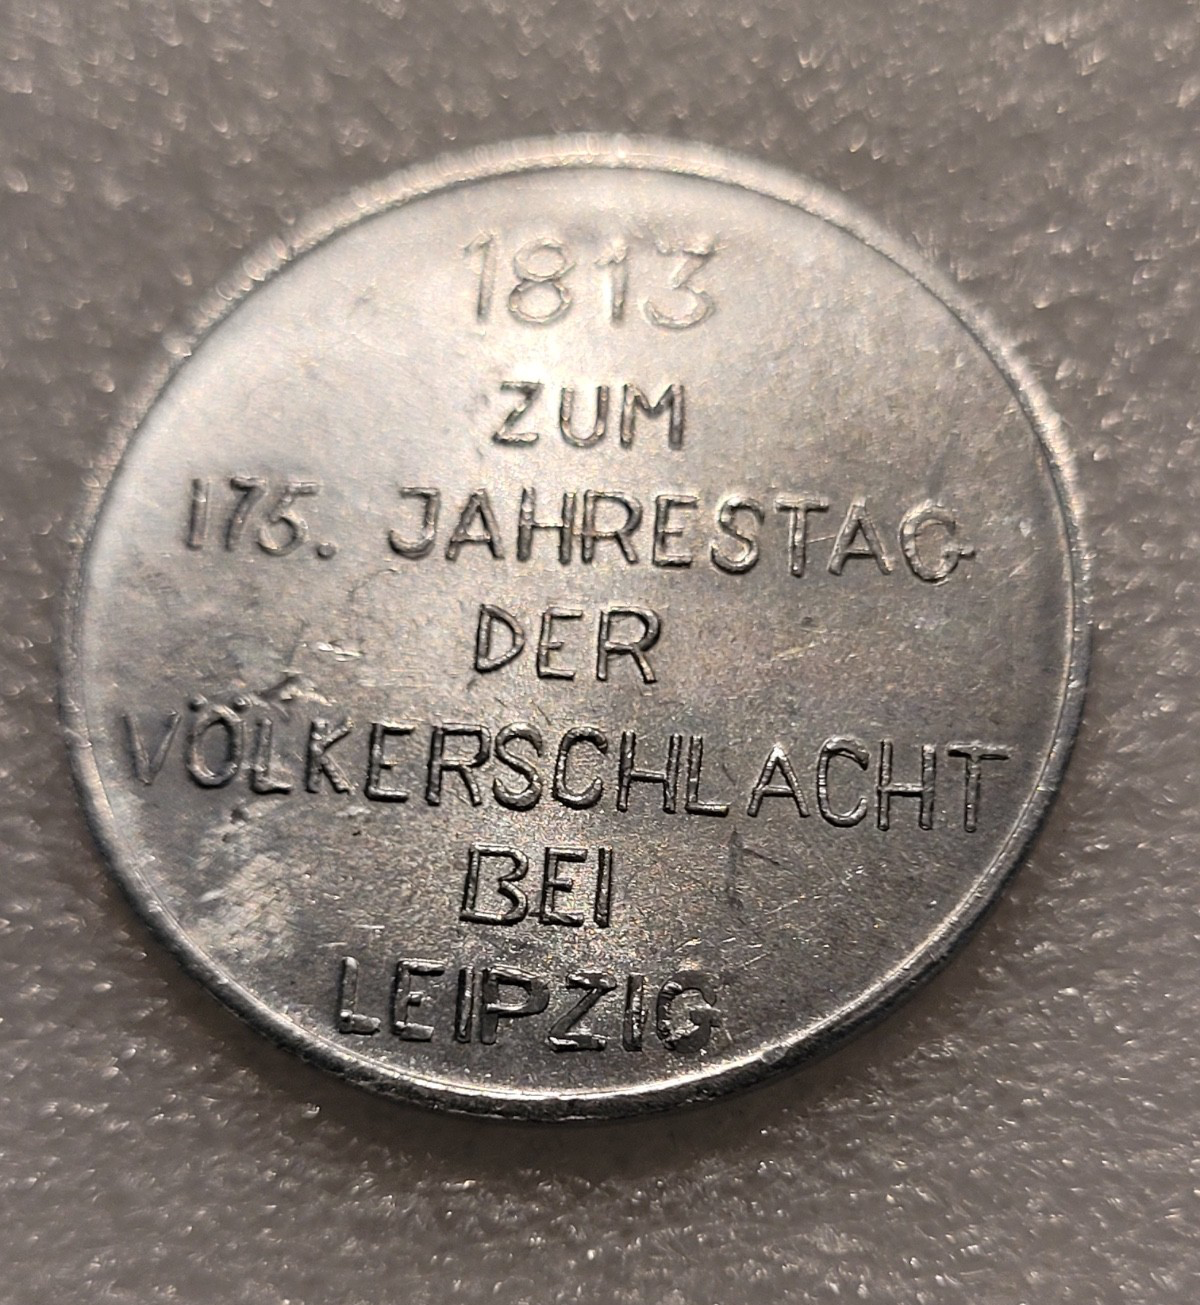 1813
ZUM
175. JAHRESTAG
DER
VÖLKERSCHLACHT
BEI
LEIPZIG